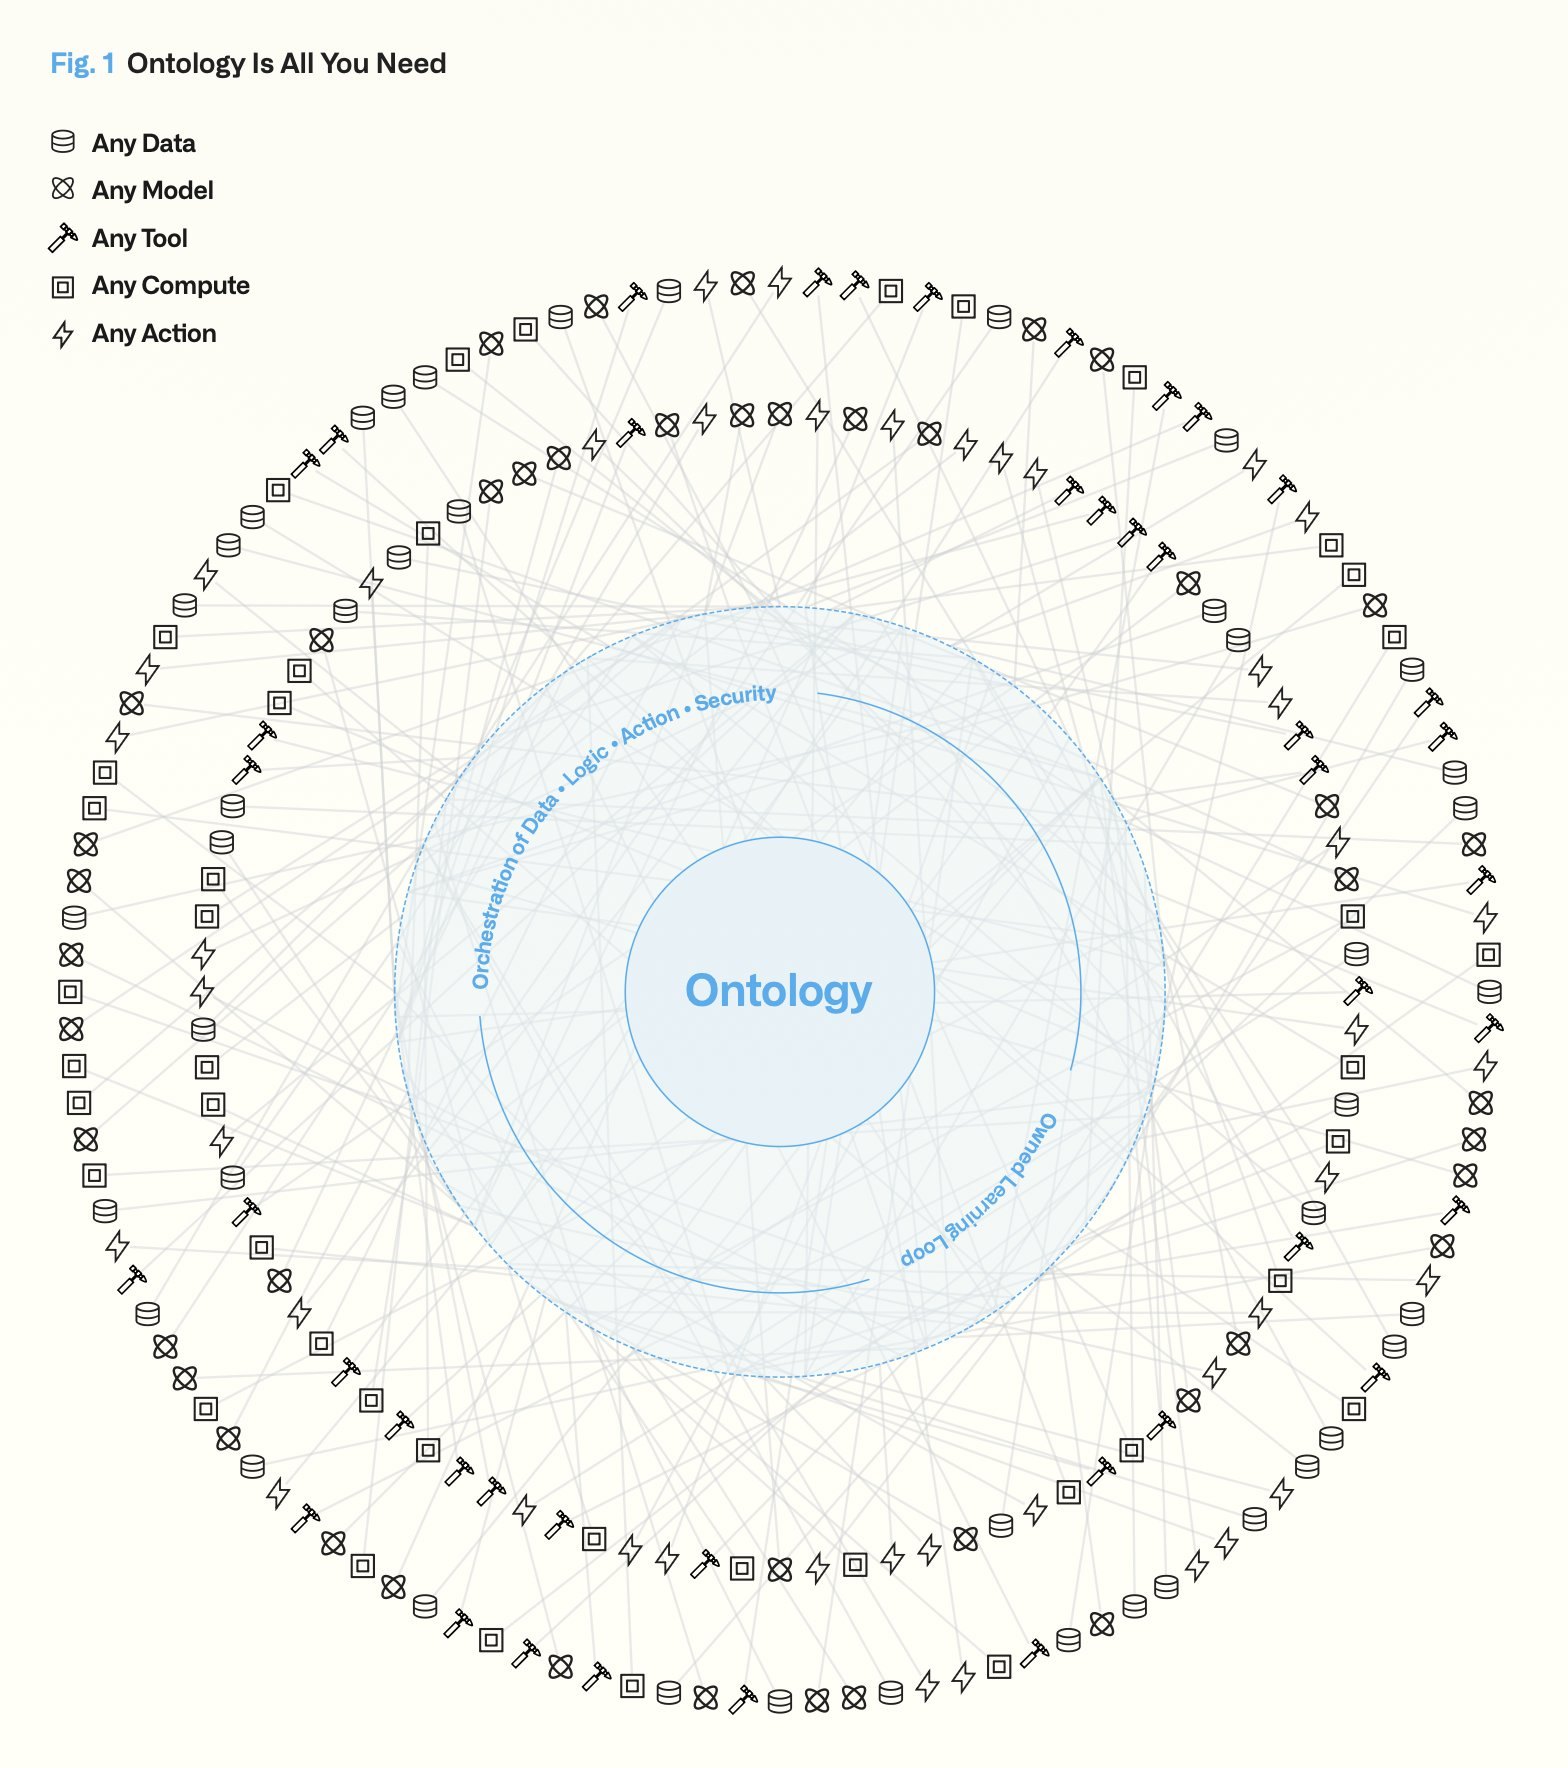 Fig. 1 Ontology Is All You Need
Any Data
Any Model
Any Tool
Any Compute
Any Action
Orchestration of Data • Logic • Action • Security
Ontology
Owned Learning Loop